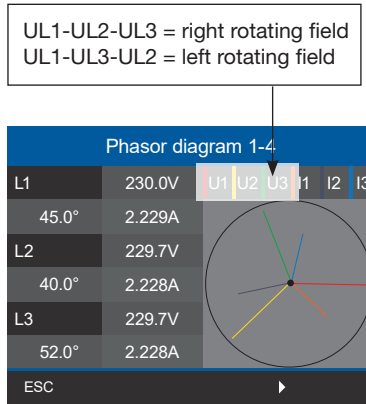 UL1-UL2-UL3 = right rotating field
UL1-UL3-UL2 = left rotating field
Phasor diagram 1-4
L1 230.0V U1 U2 U3 I1 I2 I3
45.0° 2.229A
L2 229.7V
40.0° 2.228A
L3 229.7V
52.0° 2.228A
ESC